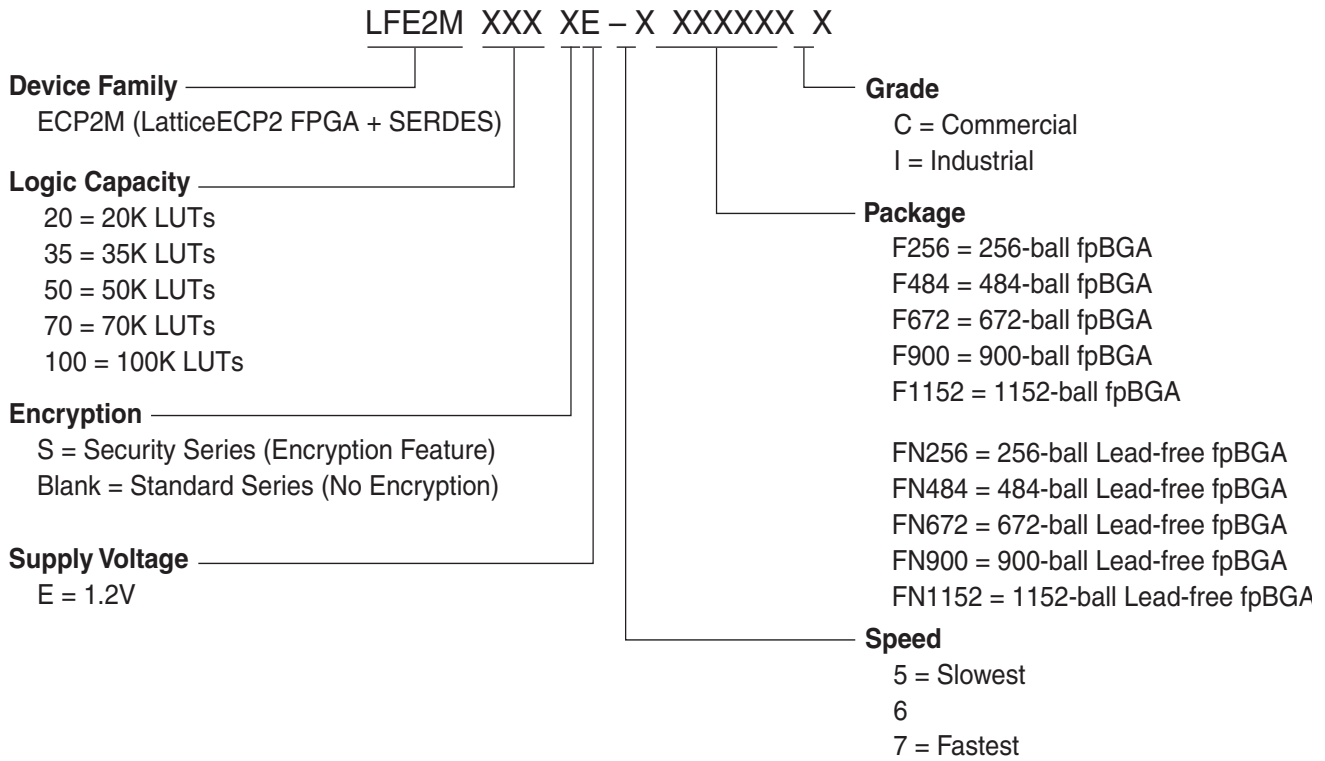 LFE2M XXX XE – X XXXXXX X
Device Family
ECP2M (LatticeECP2 FPGA + SERDES)
Logic Capacity
20 = 20K LUTs
35 = 35K LUTs
50 = 50K LUTs
70 = 70K LUTs
100 = 100K LUTs
Encryption
S = Security Series (Encryption Feature)
Blank = Standard Series (No Encryption)
Supply Voltage
E = 1.2V
Grade
C = Commercial
I = Industrial
Package
F256 = 256-ball fpBGA
F484 = 484-ball fpBGA
F672 = 672-ball fpBGA
F900 = 900-ball fpBGA
F1152 = 1152-ball fpBGA
FN256 = 256-ball Lead-free fpBGA
FN484 = 484-ball Lead-free fpBGA
FN672 = 672-ball Lead-free fpBGA
FN900 = 900-ball Lead-free fpBGA
FN1152 = 1152-ball Lead-free fpBGA
Speed
5 = Slowest
6
7 = Fastest